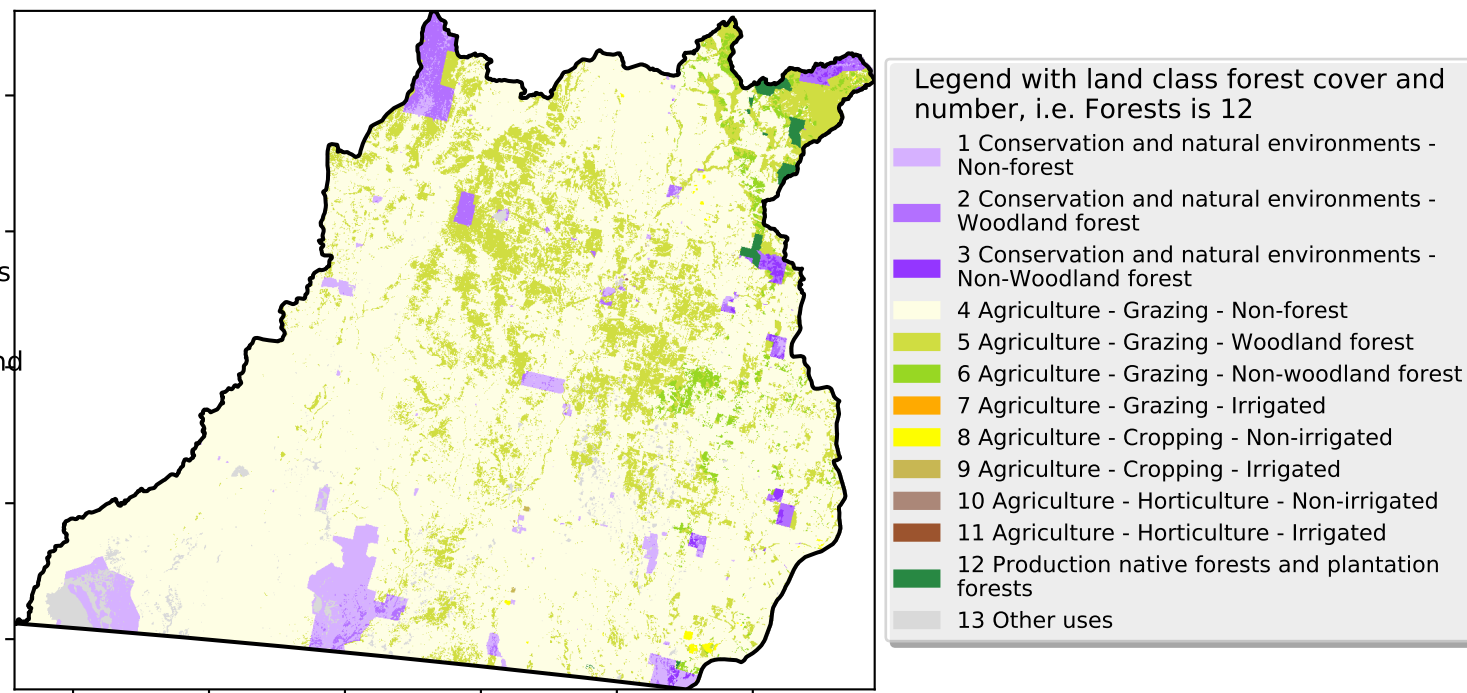 Legend with land class forest cover and
number, i.e. Forests is 12
1 Conservation and natural environments -
Non-forest
2 Conservation and natural environments -
Woodland forest
3 Conservation and natural environments -
Non-Woodland forest
4 Agriculture - Grazing - Non-forest
5 Agriculture - Grazing - Woodland forest
6 Agriculture - Grazing - Non-woodland forest
7 Agriculture - Grazing - Irrigated
8 Agriculture - Cropping - Non-irrigated
9 Agriculture - Cropping - Irrigated
10 Agriculture - Horticulture - Non-irrigated
11 Agriculture - Horticulture - Irrigated
12 Production native forests and plantation
forests
13 Other uses